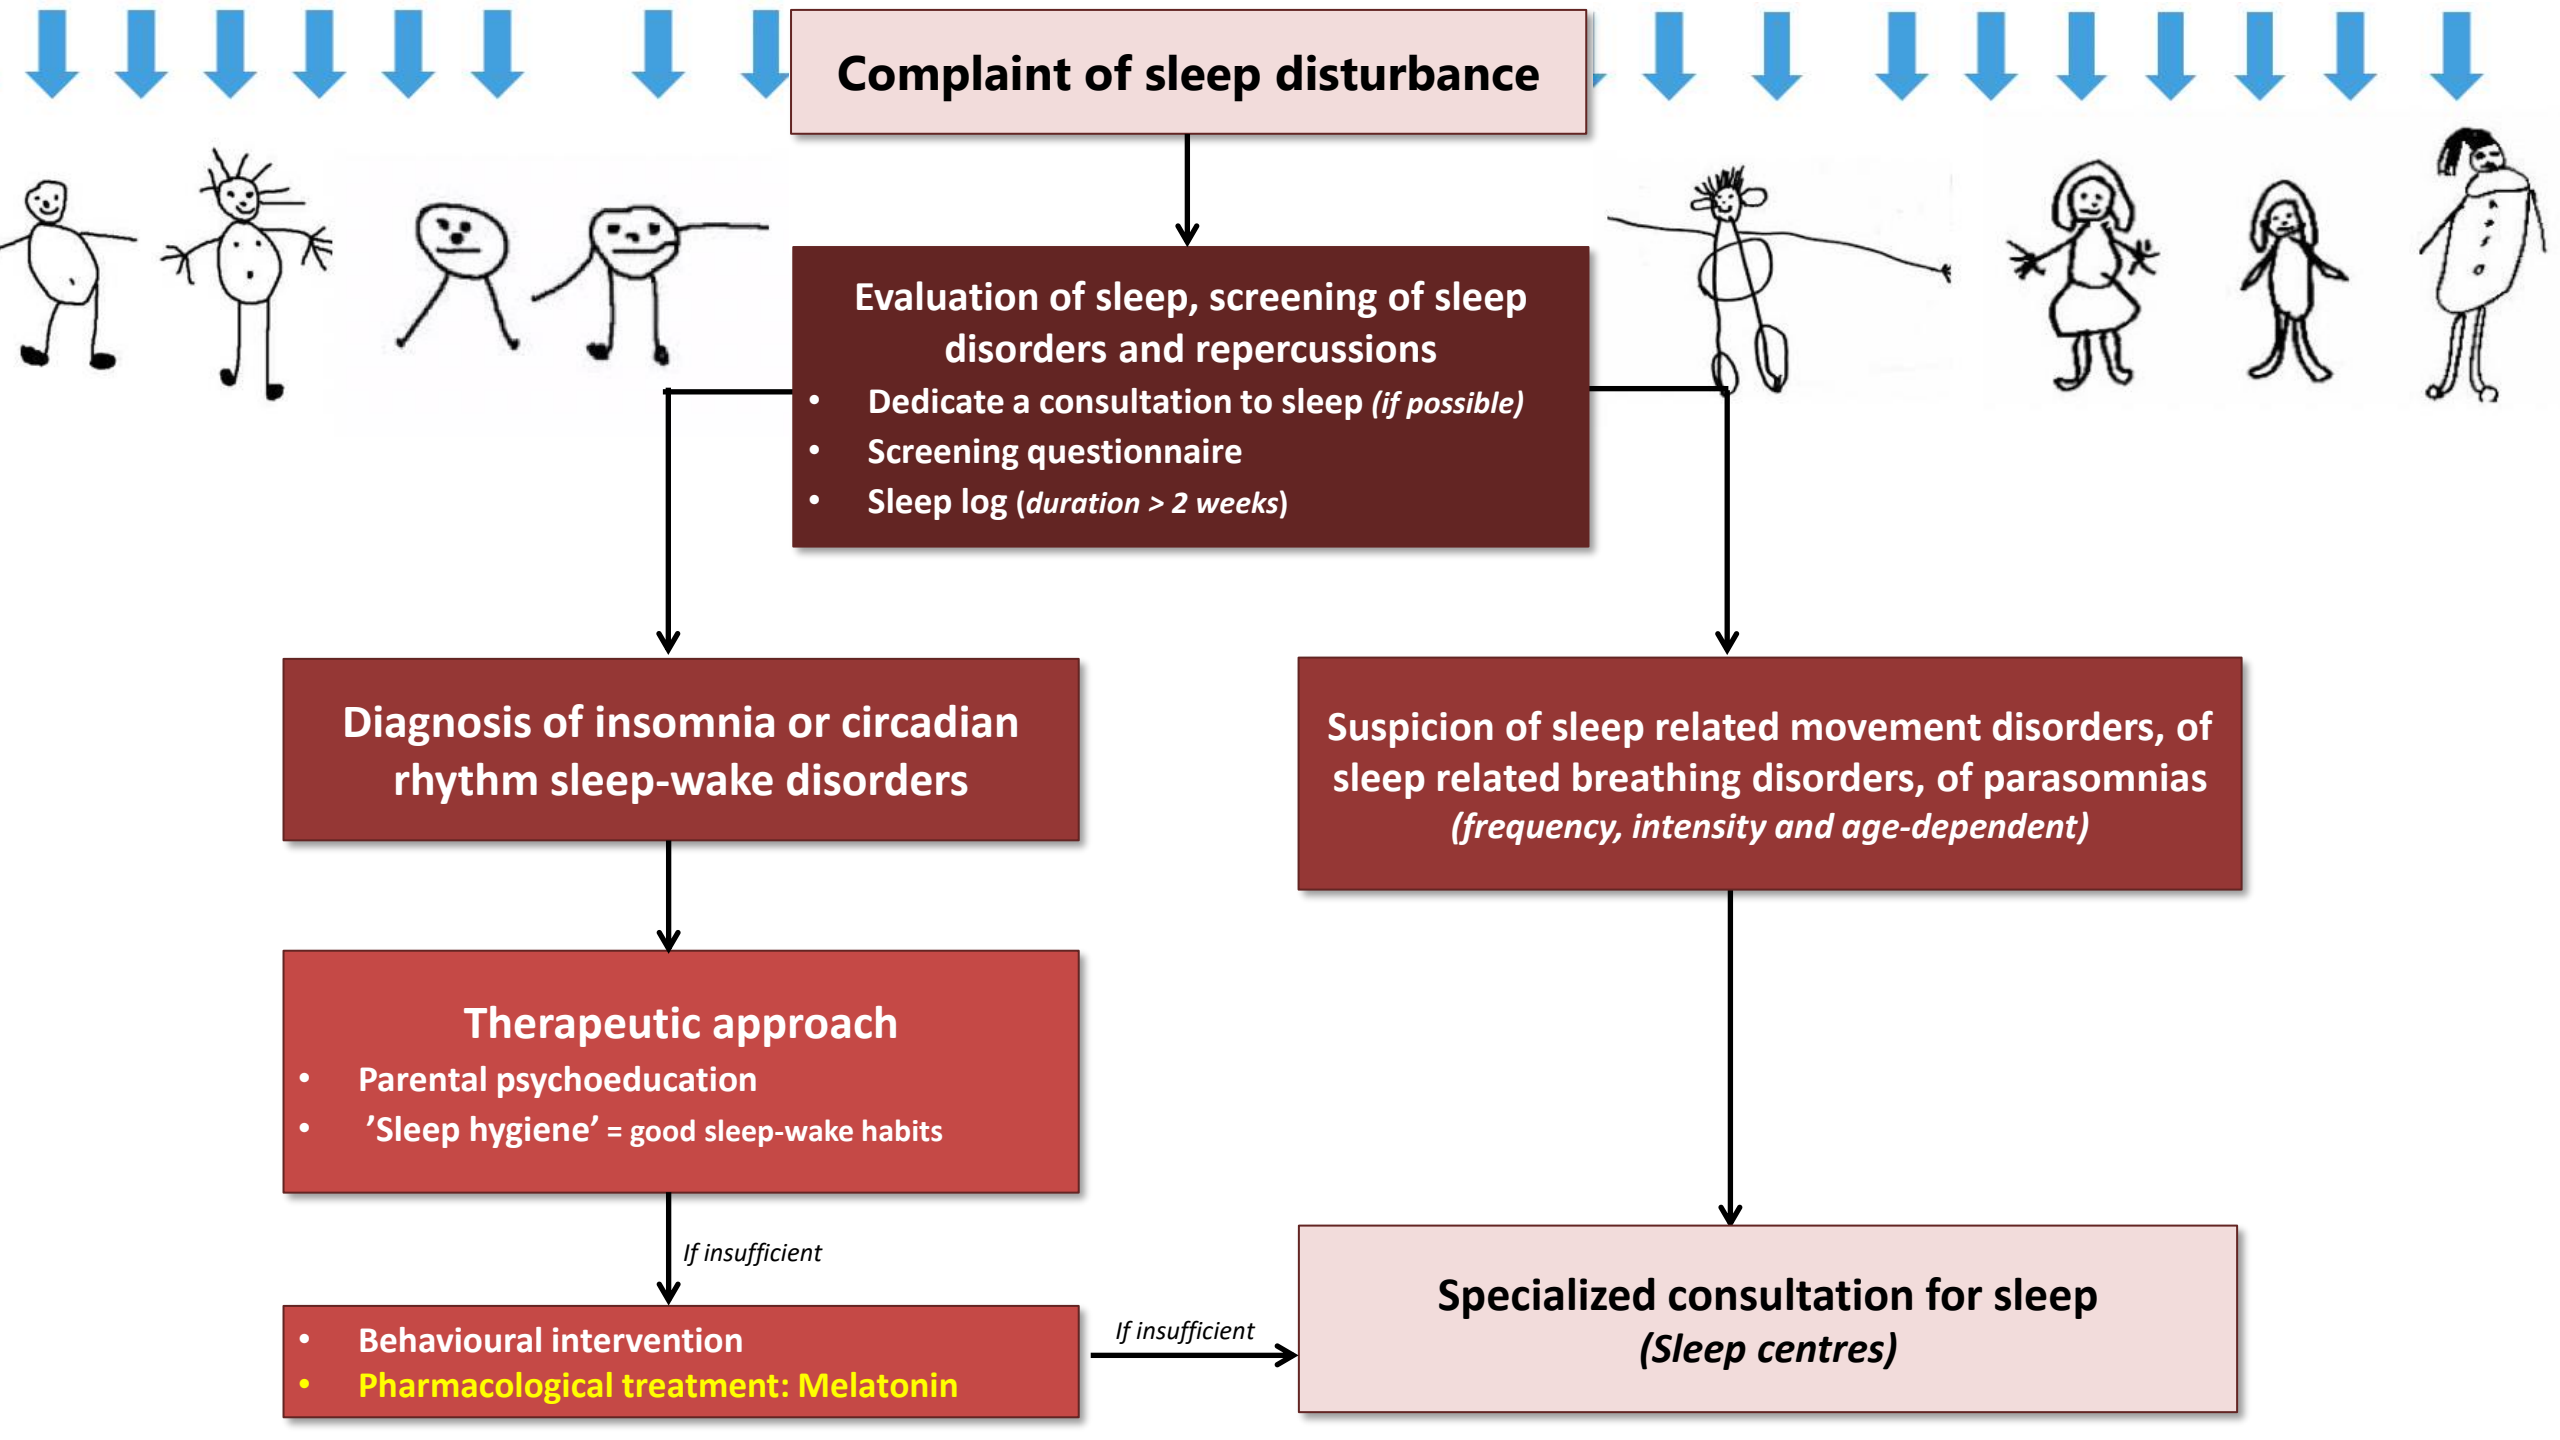 Complaint of sleep disturbance
Evaluation of sleep, screening of sleep
disorders and repercussions
• Dedicate a consultation to sleep (if possible)
• Screening questionnaire
• Sleep log (duration > 2 weeks)
Diagnosis of insomnia or circadian
rhythm sleep-wake disorders
Suspicion of sleep related movement disorders, of
sleep related breathing disorders, of parasomnias
(frequency, intensity and age-dependent)
Therapeutic approach
• Parental psychoeducation
• ’Sleep hygiene’ = good sleep-wake habits
If insufficient
• Behavioural intervention
• Pharmacological treatment: Melatonin
If insufficient
Specialized consultation for sleep
(Sleep centres)